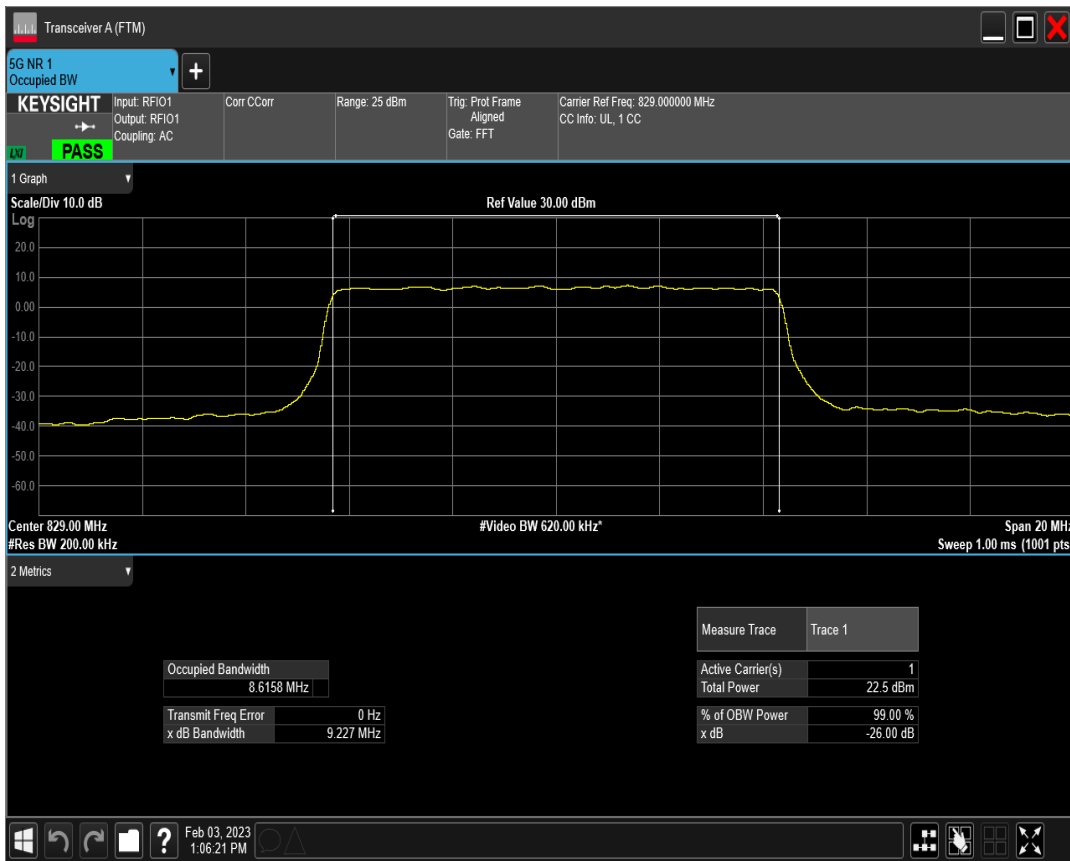 Transceiver A (FTM)
5G NR 1
Occupied BW
+
KEYSIGHT
LXI
PASS
Input: RFIO1
Output: RFIO1
Coupling: AC
Corr CCorr
Range: 25 dBm
Trig: Prot Frame
Aligned
Gate: FFT
Carrier Ref Freq: 829.000000 MHz
CC Info: UL, 1 CC
1 Graph
Scale/Div 10.0 dB
Ref Value 30.00 dBm
Log
20.0
10.0
0.00
-10.0
-20.0
-30.0
-40.0
-50.0
-60.0
Center 829.00 MHz
#Video BW 620.00 kHz*
Span 20 MHz
#Res BW 200.00 kHz
Sweep 1.00 ms (1001 pts
2 Metrics
Measure Trace Trace 1
Occupied Bandwidth
8.6158 MHz
Active Carrier(s) 1
Total Power 22.5 dBm
Transmit Freq Error 0 Hz
x dB Bandwidth 9.227 MHz
% of OBW Power 99.00 %
x dB -26.00 dB
?
Feb 03, 2023
1:06:21 PM